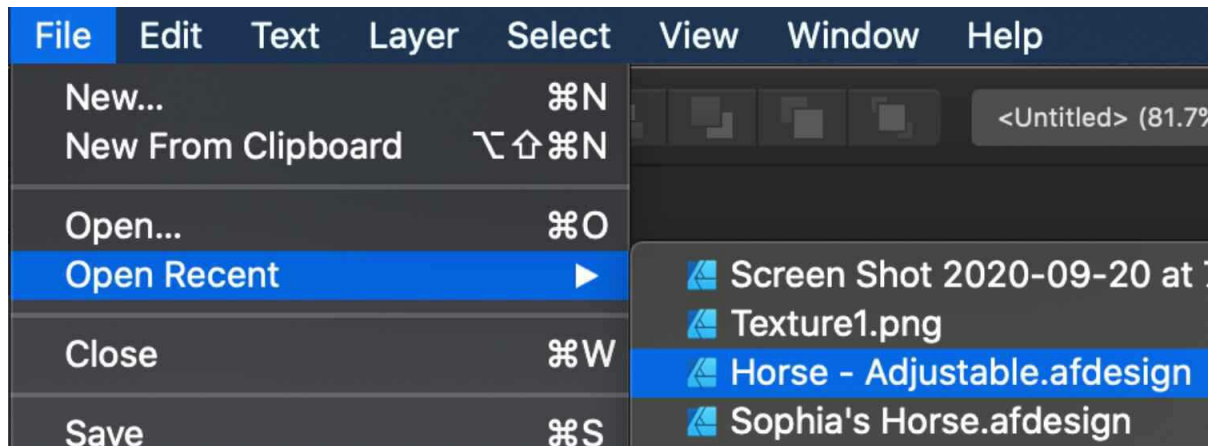 File Edit Text Layer Select View Window Help
New... ⌘N
New From Clipboard ⌥⇧⌘N
<Untitled> (81.7%
Open... ⌘O
Open Recent ▶
Screen Shot 2020-09-20 at
Texture1.png
Close ⌘W
Horse - Adjustable.afdesign
Save ⌘S
Sophia's Horse.afdesign